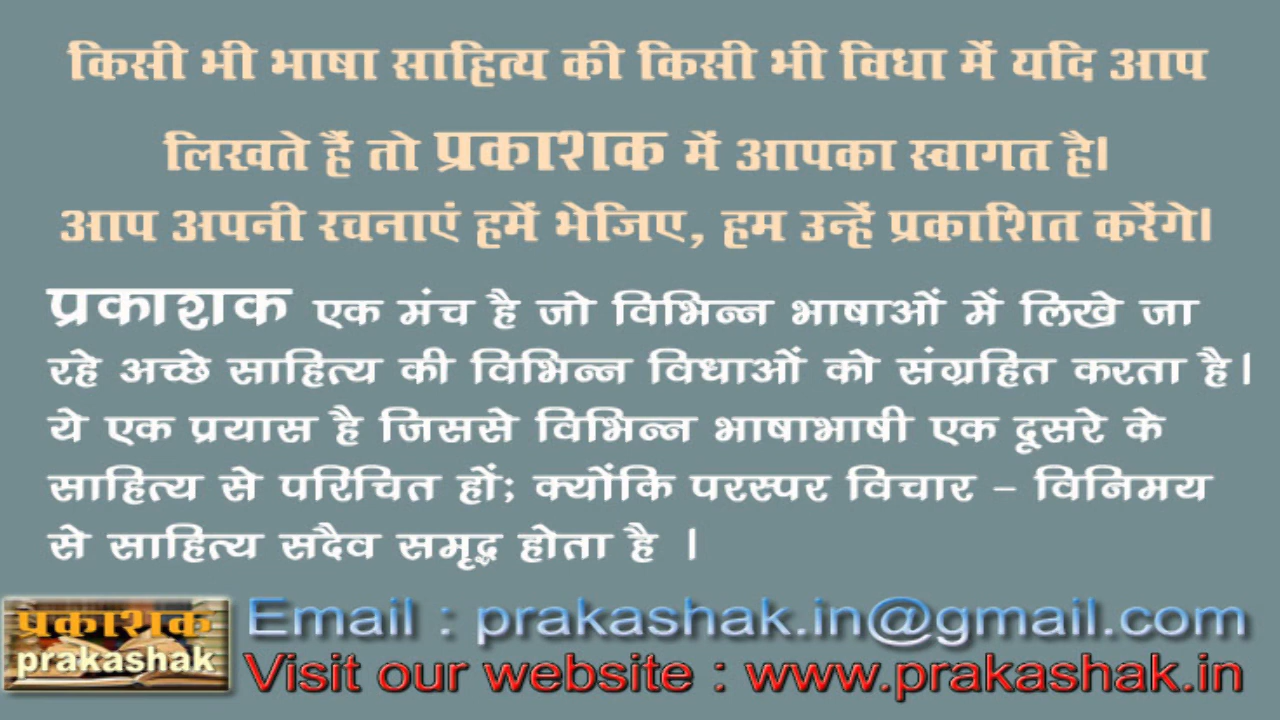 किसी भी भाषा साहित्य की किसी भी विधा में यदि आप
लिखते हैं तो प्रकाशक में आपका स्वागत है।
आप अपनी रचनाएं हमें भेजिए, हम उन्हें प्रकाशित करेंगे।
प्रकाशक एक मंच है जो विभिन्न भाषाओं में लिखे जा
रहे अच्छे साहित्य की विभिन्न विधाओं को संग्रहित करता है।
ये एक प्रयास है जिससे विभिन्न भाषाभाषी एक दूसरे के
साहित्य से परिचित हों; क्योंकि परस्पर विचार – विनिमय
से साहित्य सदैव समृद्ध होता है ।
प्रकाशक
prakashak
Email : prakashak.in@gmail.com
Visit our website : www.prakashak.in